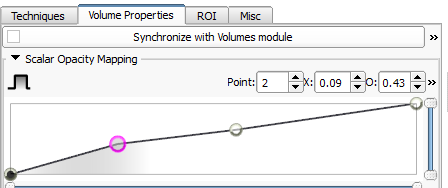 Techniques Volume Properties ROI Misc
Synchronize with Volumes module »
Scalar Opacity Mapping
Point: 2 X: 0.09 O: 0.43 »